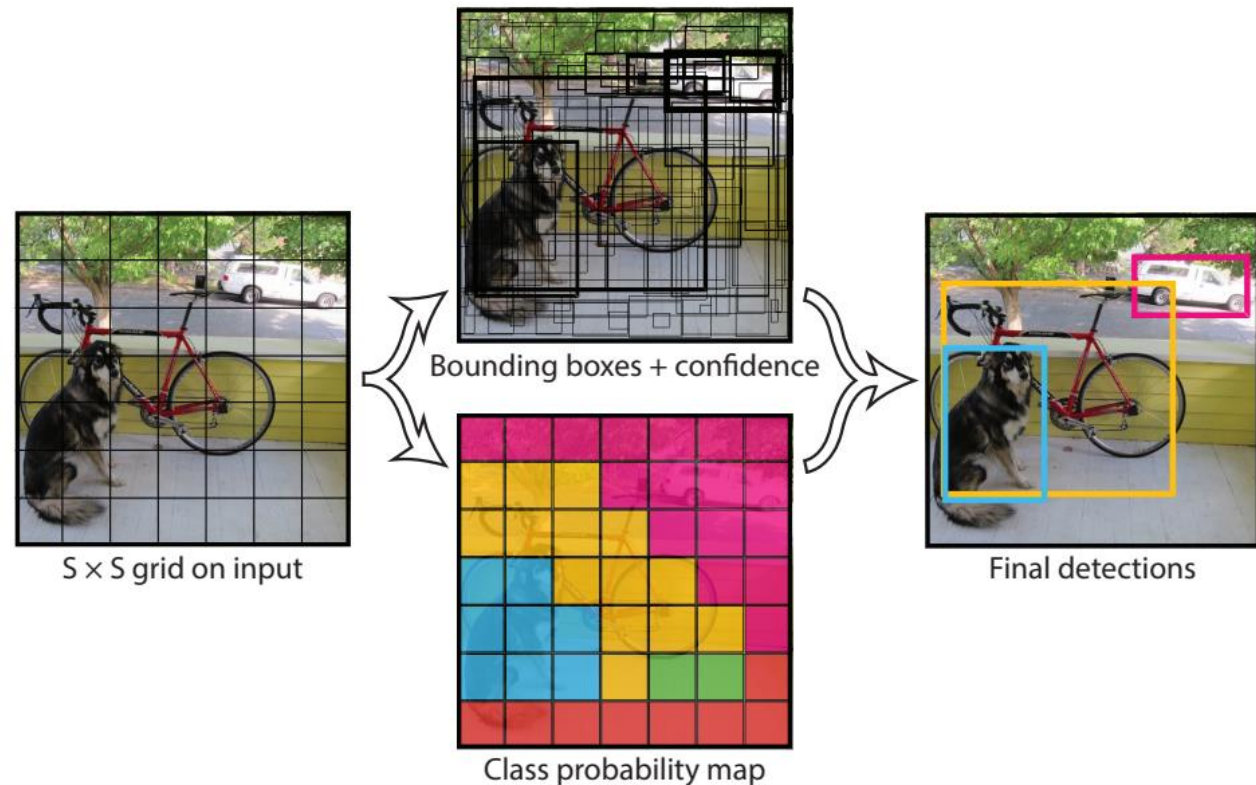 S × S grid on input
Bounding boxes + confidence
Class probability map
Final detections